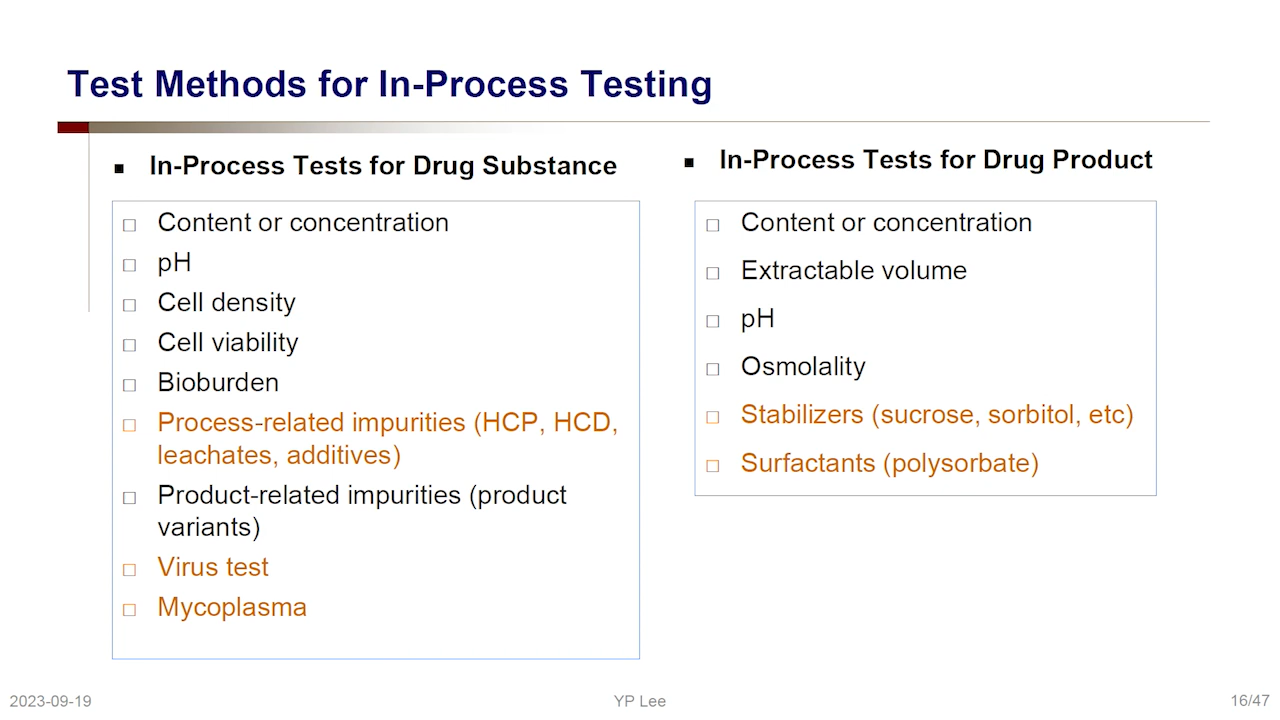 Test Methods for In-Process Testing
In-Process Tests for Drug Substance
Content or concentration
pH
Cell density
Cell viability
Bioburden
Process-related impurities (HCP, HCD,
leachates, additives)
Product-related impurities (product
variants)
Virus test
Mycoplasma
In-Process Tests for Drug Product
Content or concentration
Extractable volume
pH
Osmolality
Stabilizers (sucrose, sorbitol, etc)
Surfactants (polysorbate)
2023-09-19
YP Lee
16/47